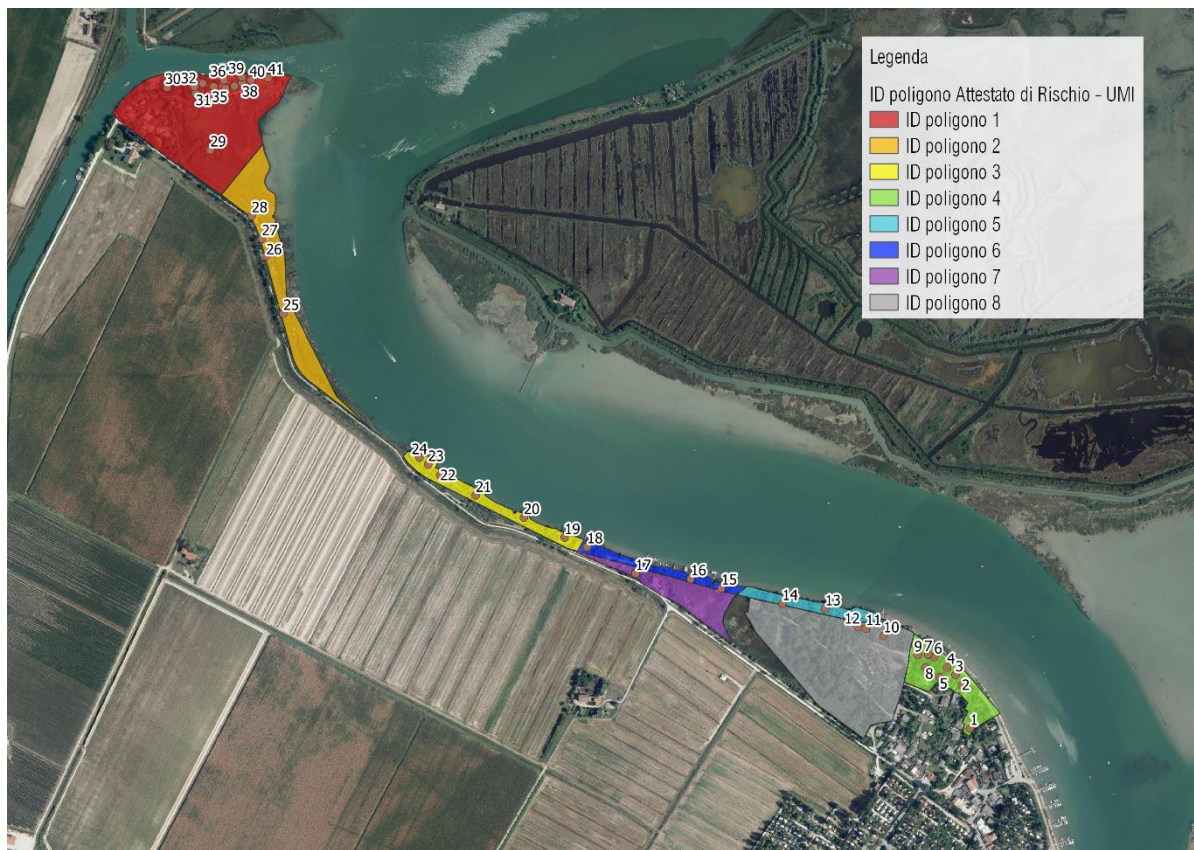 Legenda
ID poligono Attestato di Rischio - UMI
ID poligono 1
ID poligono 2
ID poligono 3
ID poligono 4
ID poligono 5
ID poligono 6
ID poligono 7
ID poligono 8
30 32 36 39 40 41
31 35 38
29
28
27
26
25
24 23
22
21
20
19
18
17
16
15
14
13
12 11
10
9 7 6
4
8
3
5
2
1